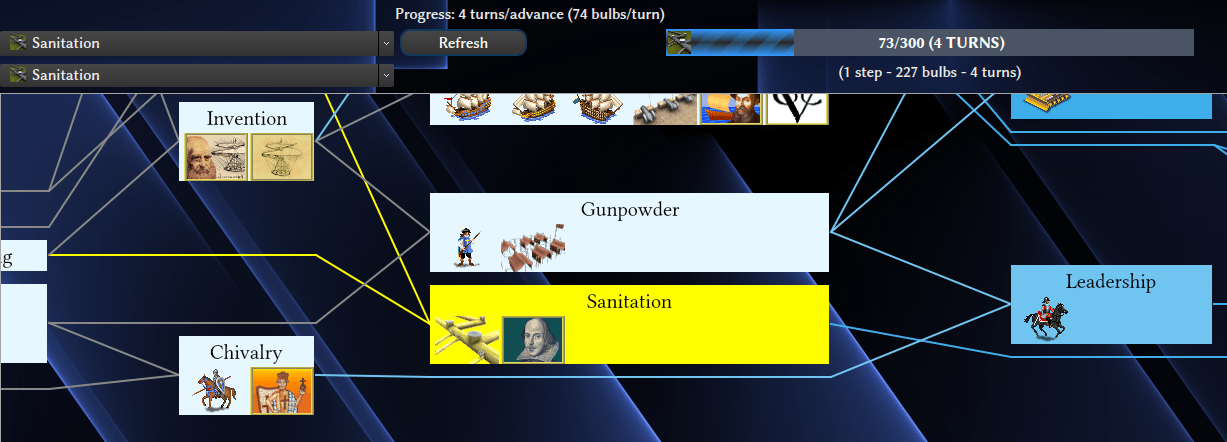 Progress: 4 turns/advance (74 bulbs/turn)
Sanitation
Refresh
73/300 (4 TURNS)
Sanitation
(1 step - 227 bulbs - 4 turns)
Invention
Gunpowder
g
Leadership
Sanitation
Chivalry